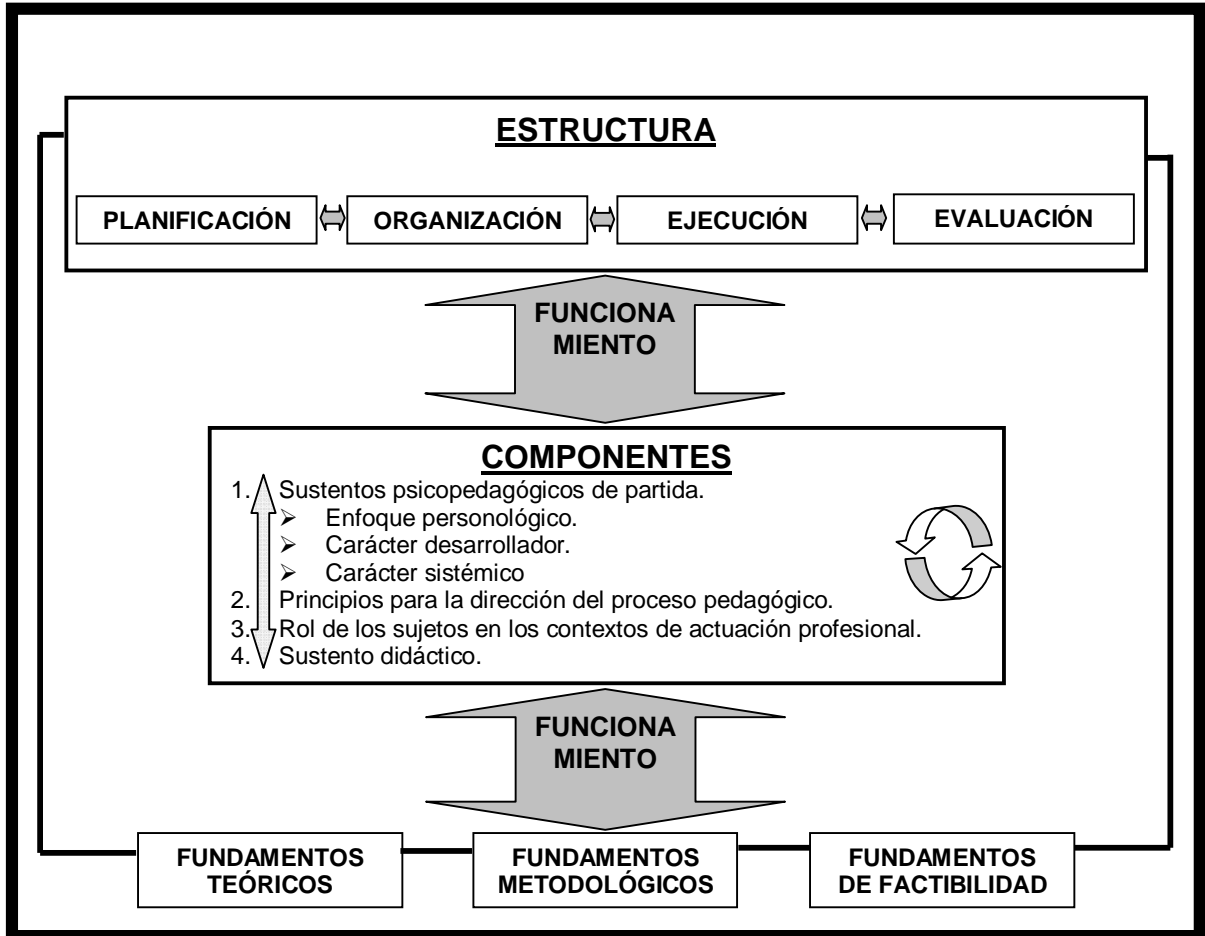 ESTRUCTURA
PLANIFICACIÓN ORGANIZACIÓN EJECUCIÓN EVALUACIÓN
FUNCIONA
MIENTO
COMPONENTES
1. Sustentos psicopedagógicos de partida.
➢ Enfoque personológico.
➢ Carácter desarrollador.
➢ Carácter sistémico
2. Principios para la dirección del proceso pedagógico.
3. Rol de los sujetos en los contextos de actuación profesional.
4. Sustento didáctico.
FUNCIONA
MIENTO
FUNDAMENTOS
TEÓRICOS
FUNDAMENTOS
METODOLÓGICOS
FUNDAMENTOS
DE FACTIBILIDAD